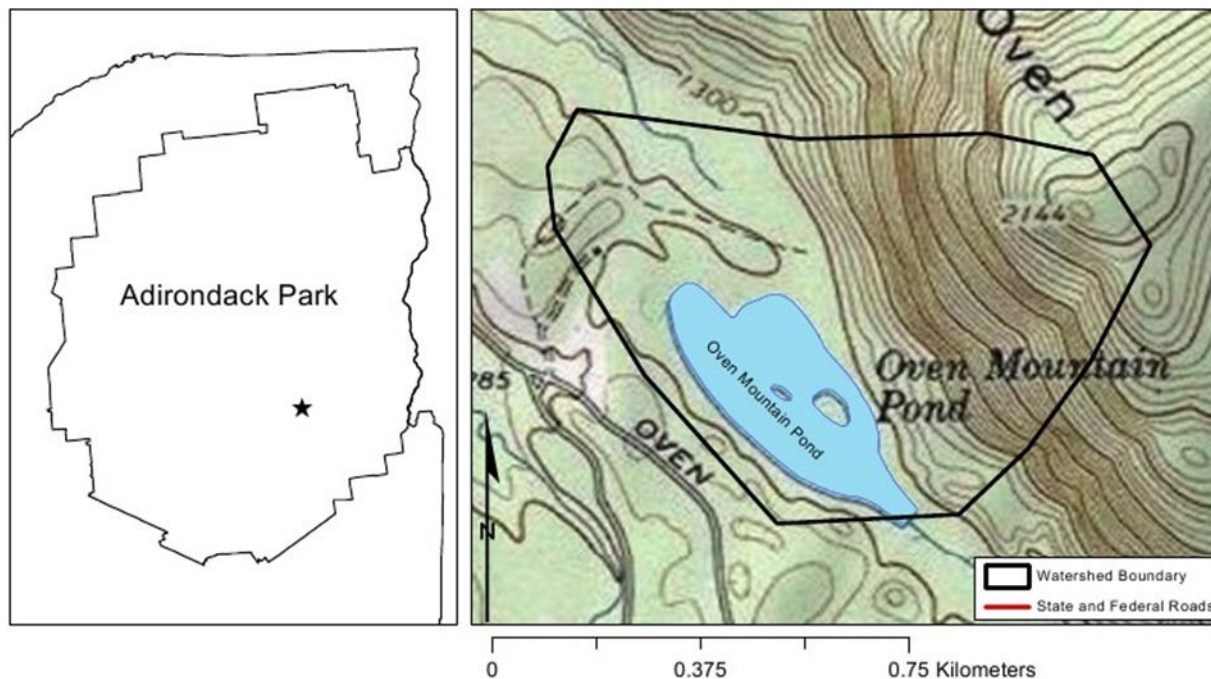 Adirondack Park
Oven
1300
2144
Oven Mountain
Pond
Oven Mountain Pond
OVEN
N
Watershed Boundary
State and Federal Roads
0
0.375
0.75 Kilometers